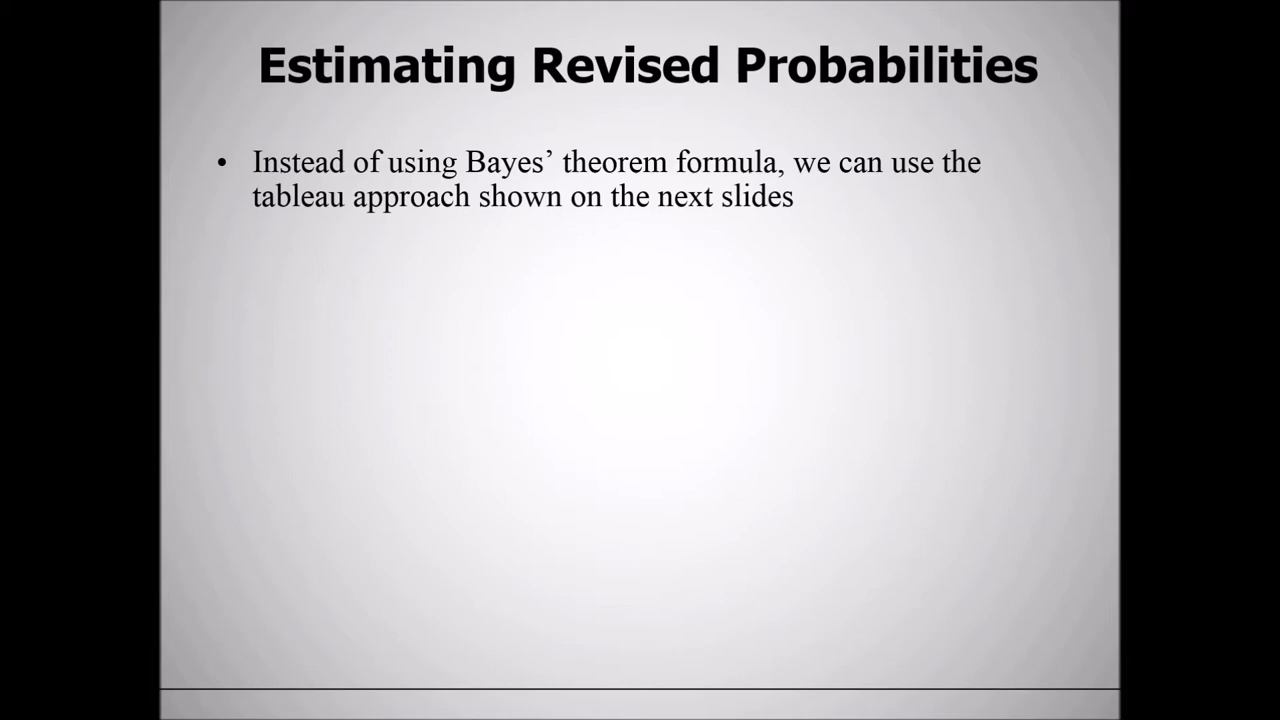 Estimating Revised Probabilities
• Instead of using Bayes’ theorem formula, we can use the
tableau approach shown on the next slides